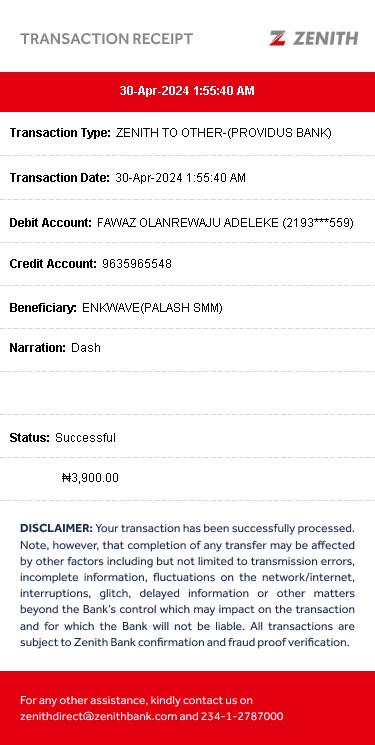 TRANSACTION RECEIPT
ZENITH
30-Apr-2024 1:55:40 AM
Transaction Type: ZENITH TO OTHER-(PROVIDUS BANK)
Transaction Date: 30-Apr-2024 1:55:40 AM
Debit Account: FAWAZ OLANREWAJU ADELEKE (2193***559)
Credit Account: 9635965548
Beneficiary: ENKWAVE(PALASH SMM)
Narration: Dash
Status: Successful
₦3,900.00
DISCLAIMER: Your transaction has been successfully processed.
Note, however, that completion of any transfer may be affected
by other factors including but not limited to transmission errors,
incomplete information, fluctuations on the network/internet,
interruptions, glitch, delayed information or other matters
beyond the Bank's control which may impact on the transaction
and for which the Bank will not be liable. All transactions are
subject to Zenith Bank confirmation and fraud proof verification.
For any other assistance, kindly contact us on
zenithdirect@zenithbank.com and 234-1-2787000